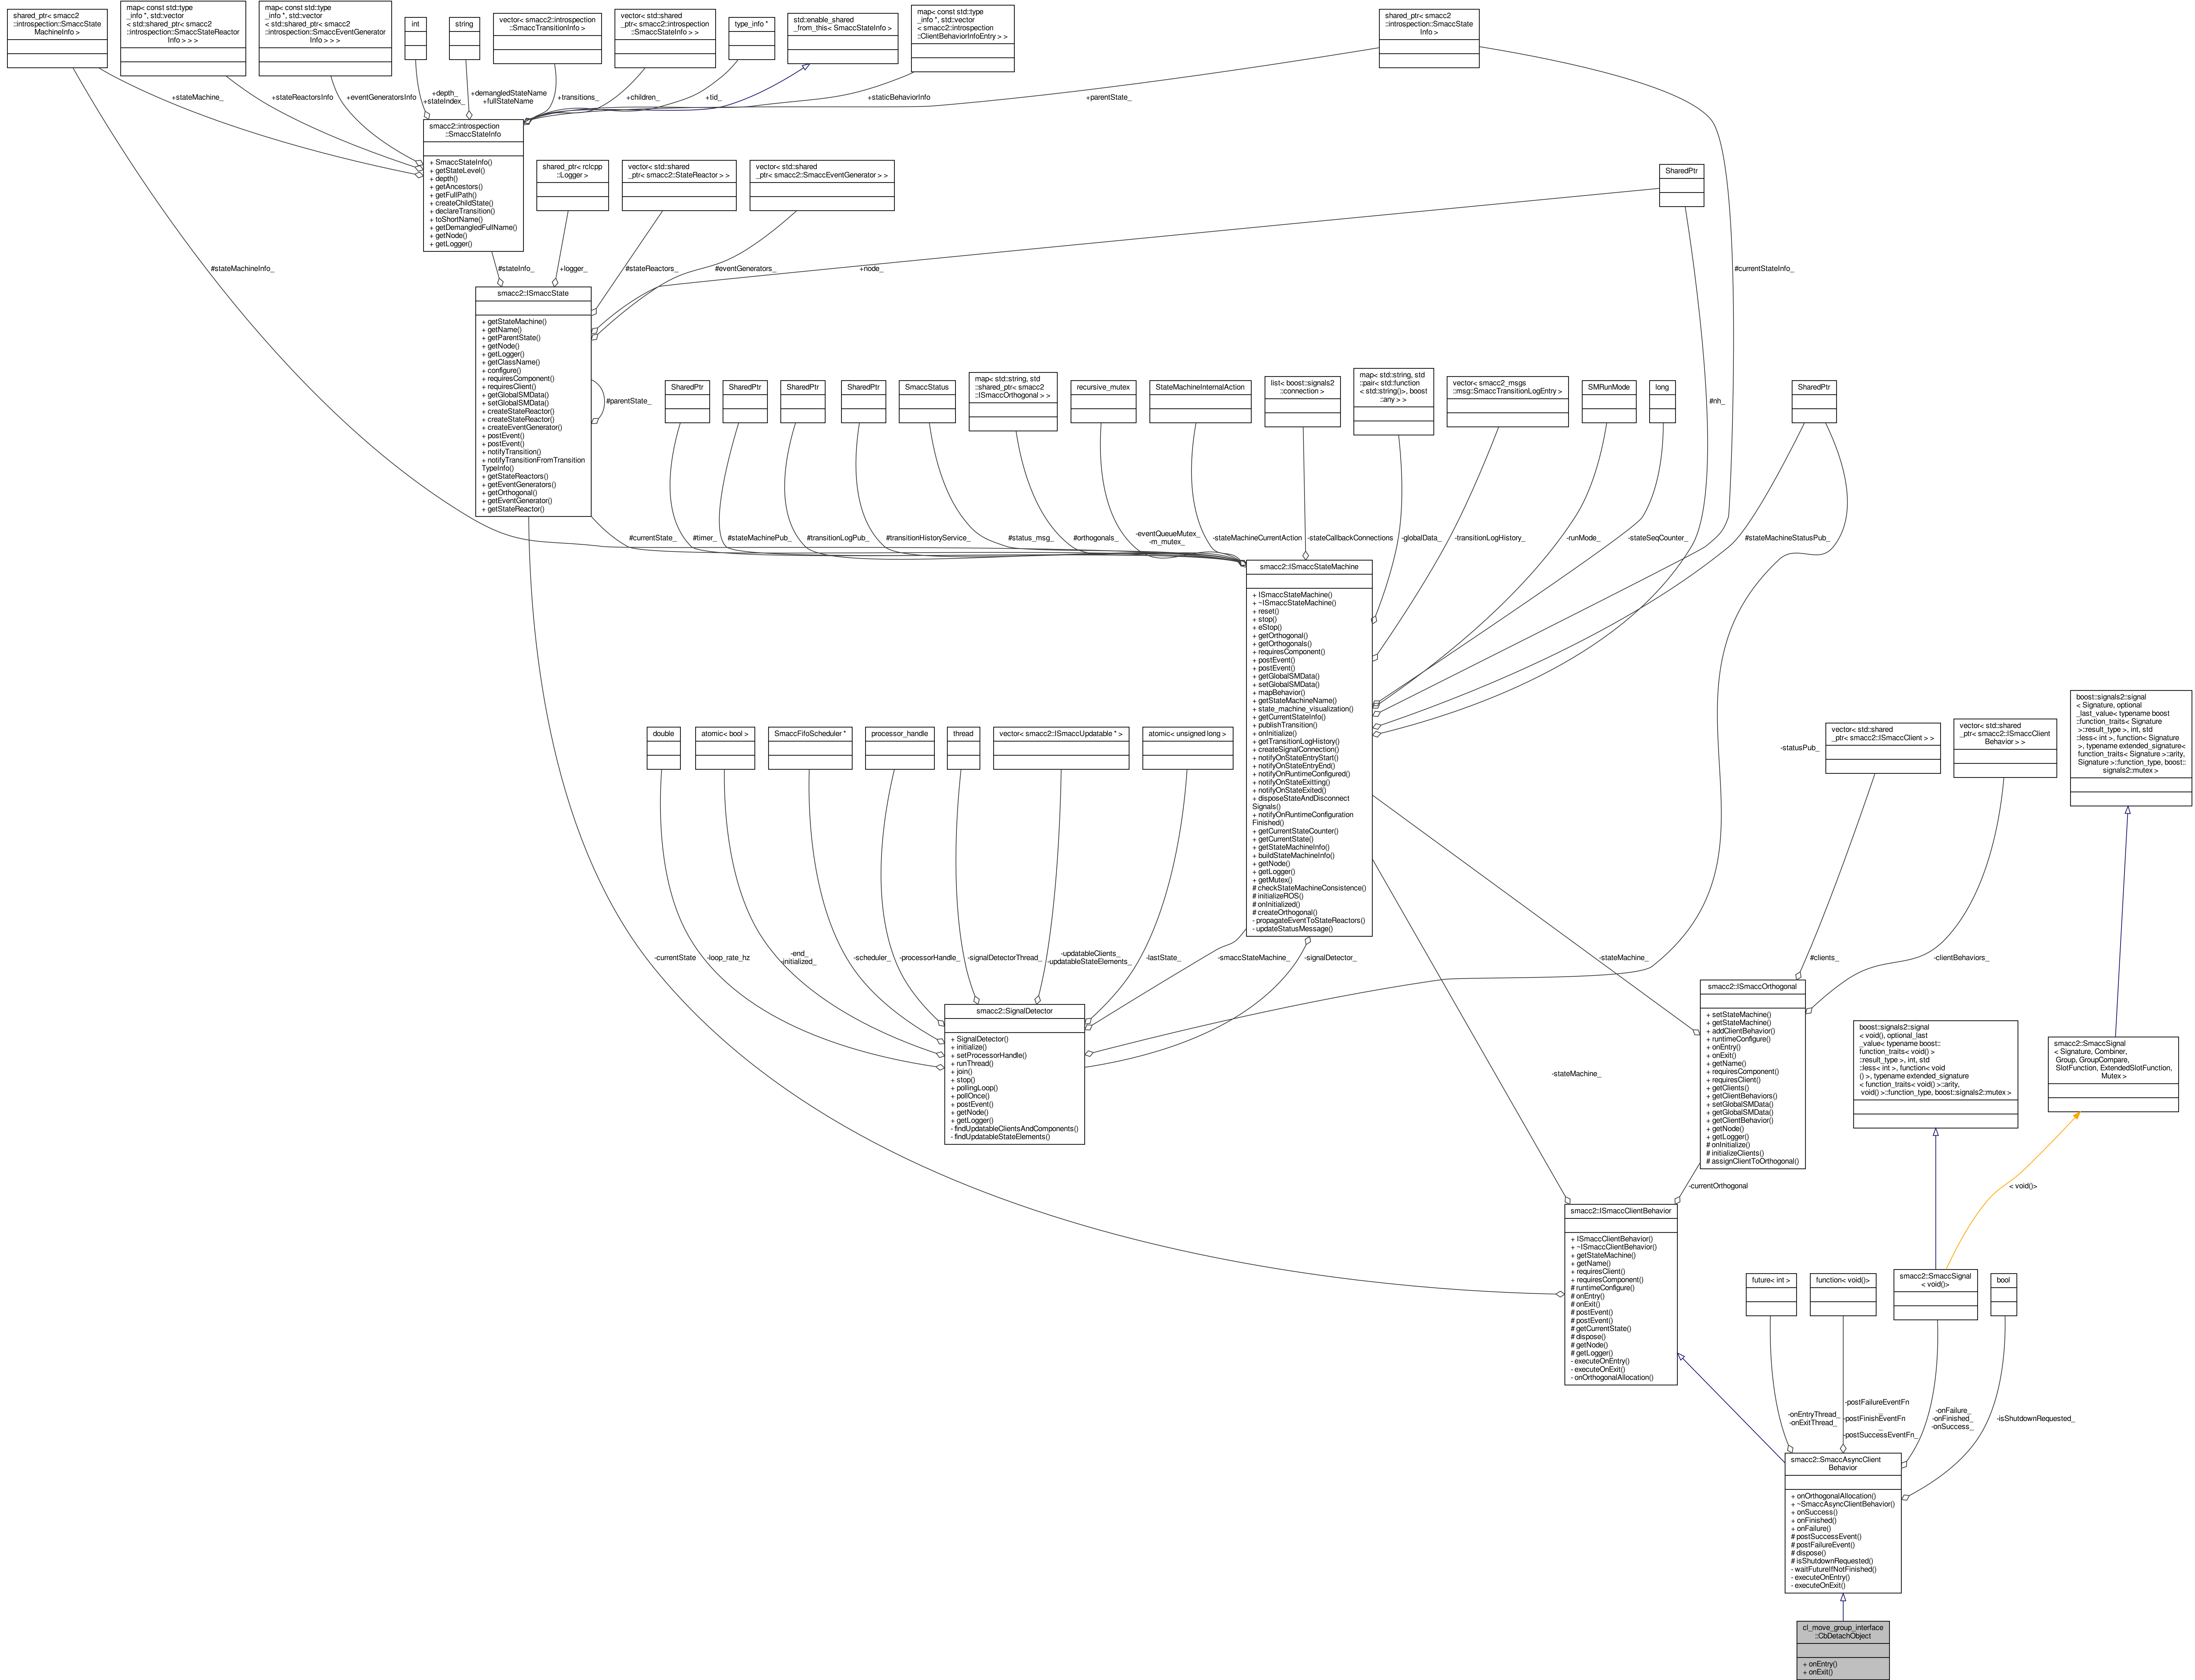 shared_ptr< smacc2
::introspection::SmaccState
MachineInfo >
map< const std::type
_info *, std::vector
< std::shared_ptr< smacc2
::introspection::SmaccStateReactor
Info > > >
map< const std::type
_info *, std::vector
< std::shared_ptr< smacc2
::introspection::SmaccEventGenerator
Info > > >
int
string
vector< smacc2::introspection
::SmaccTransitionInfo >
vector< std::shared
_ptr< smacc2::introspection
::SmaccStateInfo > >
type_info *
std::enable_shared
_from_this< SmaccStateInfo >
map< const std::type
_info *, std::vector
< smacc2::introspection
::ClientBehaviorInfoEntry > >
shared_ptr< smacc2
::introspection::SmaccState
Info >
+stateMachine_
+stateReactorsInfo
+eventGeneratorsInfo
+depth_
+stateIndex_
+demangledStateName
+fullStateName
+transitions_
+children_
+tid_
+staticBehaviorInfo
+parentState_
smacc2::introspection
::SmaccStateInfo
+ SmaccStateInfo()
+ getStateLevel()
+ depth()
+ getAncestors()
+ getFullPath()
+ createChildState()
+ declareTransition()
+ toShortName()
+ getDemangledFullName()
+ getNode()
+ getLogger()
shared_ptr< rclcpp
::Logger >
vector< std::shared
_ptr< smacc2::StateReactor > >
vector< std::shared
_ptr< smacc2::SmaccEventGenerator > >
SharedPtr
#stateMachineInfo_
#stateInfo_
+logger_
#stateReactors_
#eventGenerators_
+node_
#currentStateInfo_
smacc2::ISmaccState
+ getStateMachine()
+ getName()
+ getParentState()
+ getNode()
+ getLogger()
+ getClassName()
+ configure()
+ requiresComponent()
+ requiresClient()
+ getGlobalSMData()
+ setGlobalSMData()
+ createStateReactor()
+ createStateReactor()
+ createEventGenerator()
+ postEvent()
+ postEvent()
+ notifyTransition()
+ notifyTransitionFromTransition
TypeInfo()
+ getStateReactors()
+ getEventGenerators()
+ getOrthogonal()
+ getEventGenerator()
+ getStateReactor()
#parentState_
SharedPtr
SharedPtr
SharedPtr
SharedPtr
SmaccStatus
map< std::string, std
::shared_ptr< smacc2
::ISmaccOrthogonal > >
recursive_mutex
StateMachineInternalAction
list< boost::signals2
::connection >
map< std::string, std
::pair< std::function
< std::string()>, boost
::any > >
vector< smacc2_msgs
::msg::SmaccTransitionLogEntry >
SMRunMode
long
#nh_
SharedPtr
#currentState_
#timer_
#stateMachinePub_
#transitionLogPub_
#transitionHistoryService_
#status_msg_
#orthogonals_
-eventQueueMutex_
-m_mutex_
-stateMachineCurrentAction
-stateCallbackConnections
-globalData_
-transitionLogHistory_
-runMode_
-stateSeqCounter_
#stateMachineStatusPub_
smacc2::ISmaccStateMachine
+ ISmaccStateMachine()
+ ~ISmaccStateMachine()
+ reset()
+ stop()
+ eStop()
+ getOrthogonal()
+ getOrthogonals()
+ requiresComponent()
+ postEvent()
+ postEvent()
+ getGlobalSMData()
+ setGlobalSMData()
+ mapBehavior()
+ getStateMachineName()
+ state_machine_visualization()
+ getCurrentStateInfo()
+ publishTransition()
+ onInitialize()
+ getTransitionLogHistory()
+ createSignalConnection()
+ notifyOnStateEntryStart()
+ notifyOnStateEntryEnd()
+ notifyOnRuntimeConfigured()
+ notifyOnStateExitting()
+ notifyOnStateExited()
+ disposeStateAndDisconnect
Signals()
+ notifyOnRuntimeConfiguration
Finished()
+ getCurrentStateCounter()
+ getCurrentState()
+ getStateMachineInfo()
+ buildStateMachineInfo()
+ getNode()
+ getLogger()
+ getMutex()
# checkStateMachineConsistence()
# initializeROS()
# onInitialized()
# createOrthogonal()
- propagateEventToStateReactors()
- updateStatusMessage()
double
atomic< bool >
SmaccFifoScheduler *
processor_handle
thread
vector< smacc2::ISmaccUpdatable * >
atomic< unsigned long >
-statusPub_
vector< std::shared
_ptr< smacc2::ISmaccClient > >
vector< std::shared
_ptr< smacc2::ISmaccClient
Behavior > >
boost::signals2::signal
< Signature, optional
_last_value< typename boost
::function_traits< Signature
>::result_type >, int, std
::less< int >, function< Signature
>, typename extended_signature<
function_traits< Signature >::arity,
Signature >::function_type, boost::
signals2::mutex >
-currentState
-loop_rate_hz
-end_
-initialized_
-scheduler_
-processorHandle_
-signalDetectorThread_
-updatableClients_
-updatableStateElements_
-lastState_
-smaccStateMachine_
-signalDetector_
-stateMachine_
#clients_
-clientBehaviors_
smacc2::SignalDetector
+ SignalDetector()
+ initialize()
+ setProcessorHandle()
+ runThread()
+ join()
+ stop()
+ pollingLoop()
+ pollOnce()
+ postEvent()
+ getNode()
+ getLogger()
- findUpdatableClientsAndComponents()
- findUpdatableStateElements()
smacc2::ISmaccOrthogonal
+ setStateMachine()
+ getStateMachine()
+ addClientBehavior()
+ runtimeConfigure()
+ onEntry()
+ onExit()
+ getName()
+ requiresComponent()
+ requiresClient()
+ getClients()
+ getClientBehaviors()
+ setGlobalSMData()
+ getGlobalSMData()
+ getClientBehavior()
+ getNode()
+ getLogger()
# onInitialize()
# initializeClients()
# assignClientToOrthogonal()
boost::signals2::signal
< void(), optional_last
_value< typename boost::
function_traits< void() >
::result_type >, int, std
::less< int >, function< void
() >, typename extended_signature
< function_traits< void() >::arity,
void() >::function_type, boost::signals2::mutex >
smacc2::SmaccSignal
< Signature, Combiner,
Group, GroupCompare,
SlotFunction, ExtendedSlotFunction,
Mutex >
-stateMachine_
-currentOrthogonal
< void()>
smacc2::ISmaccClientBehavior
+ ISmaccClientBehavior()
+ ~ISmaccClientBehavior()
+ getStateMachine()
+ getName()
+ requiresClient()
+ requiresComponent()
# runtimeConfigure()
# onEntry()
# onExit()
# postEvent()
# postEvent()
# getCurrentState()
# dispose()
# getNode()
# getLogger()
- executeOnEntry()
- executeOnExit()
- onOrthogonalAllocation()
future< int >
function< void()>
smacc2::SmaccSignal
< void()>
bool
-onEntryThread_
-onExitThread_
-postFailureEventFn
_
-postFinishEventFn
_
-postSuccessEventFn_
-onFailure_
-onFinished_
-onSuccess_
-isShutdownRequested_
smacc2::SmaccAsyncClient
Behavior
+ onOrthogonalAllocation()
+ ~SmaccAsyncClientBehavior()
+ onSuccess()
+ onFinished()
+ onFailure()
# postSuccessEvent()
# postFailureEvent()
# dispose()
# isShutdownRequested()
- waitFutureIfNotFinished()
- executeOnEntry()
- executeOnExit()
cl_move_group_interface
::CbDetachObject
+ onEntry()
+ onExit()